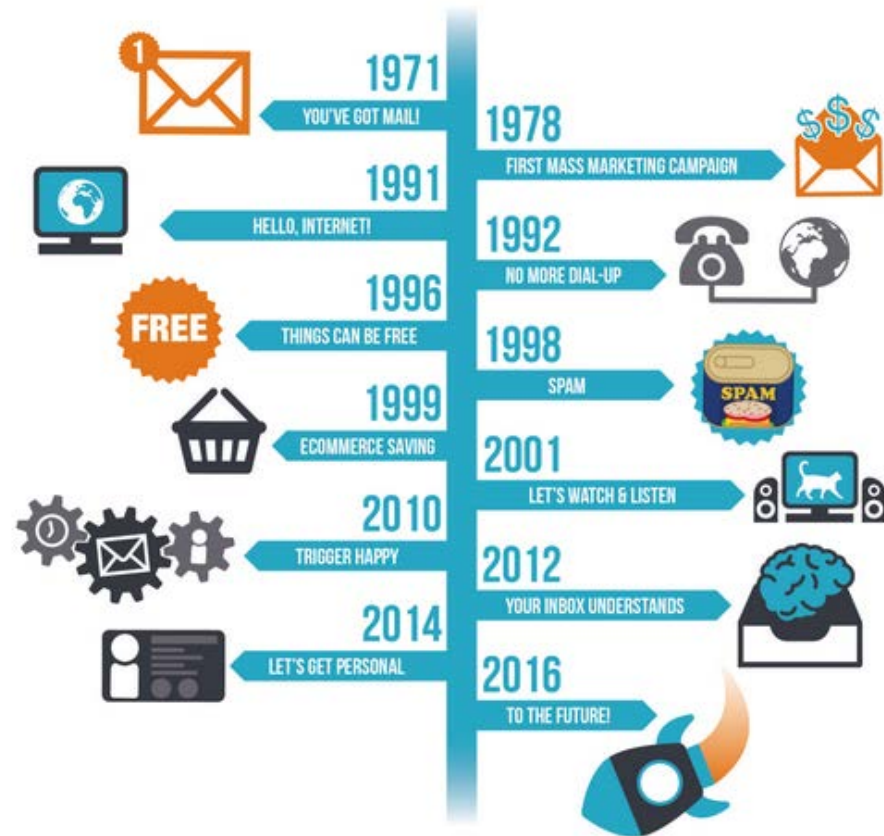 1
1971
YOU'VE GOT MAIL!
$$$
1978
FIRST MASS MARKETING CAMPAIGN
1991
HELLO, INTERNET!
1992
NO MORE DIAL-UP
FREE
1996
THINGS CAN BE FREE
1998
SPAM
SPAM
1999
ECOMMERCE SAVING
2001
LET'S WATCH & LISTEN
2010
TRIGGER HAPPY
2012
YOUR INBOX UNDERSTANDS
2014
LET'S GET PERSONAL
2016
TO THE FUTURE!